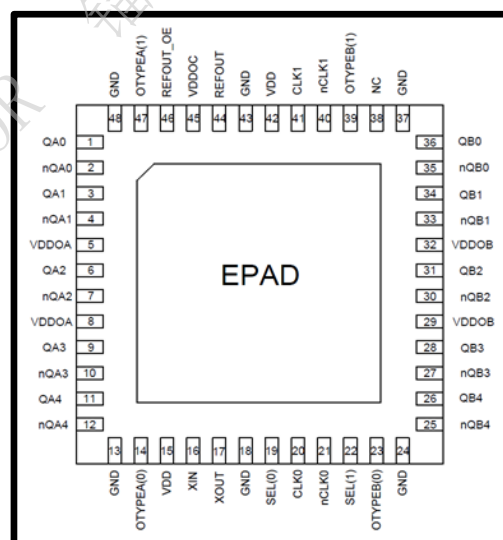 GND OTYPEA(1) REFOUT_OE VDDOC REFOUT GND VDD CLK1 nCLK1 OTYPEB(1) NC GND
48 47 46 45 44 43 42 41 40 39 38 37
QA0 1 36 QB0
nQA0 2 35 nQB0
QA1 3 34 QB1
nQA1 4 33 nQB1
VDDOA 5 32 VDDOB
QA2 6 31 QB2
EPAD
nQA2 7 30 nQB2
VDDOA 8 29 VDDOB
QA3 9 28 QB3
nQA3 10 27 nQB3
QA4 11 26 QB4
nQA4 12 25 nQB4
13 14 15 16 17 18 19 20 21 22 23 24
GND OTYPEA(0) VDD XIN XOUT GND SEL(0) CLK0 nCLK0 SEL(1) OTYPEB(0) GND